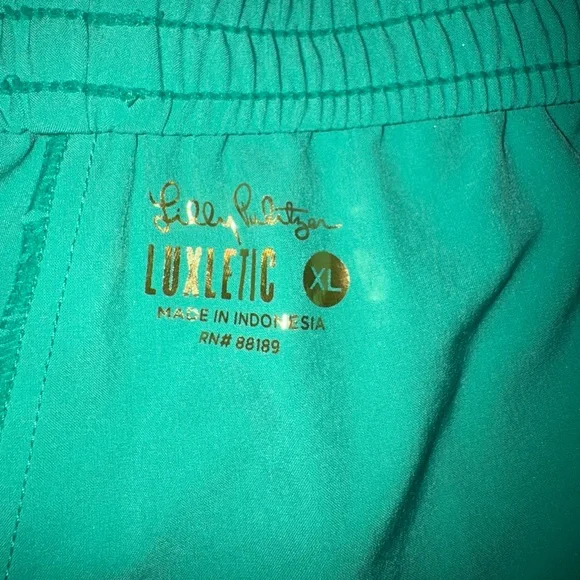 Lilly Pulitzer
LUXLETIC XL
MADE IN INDONESIA
RN# 88189